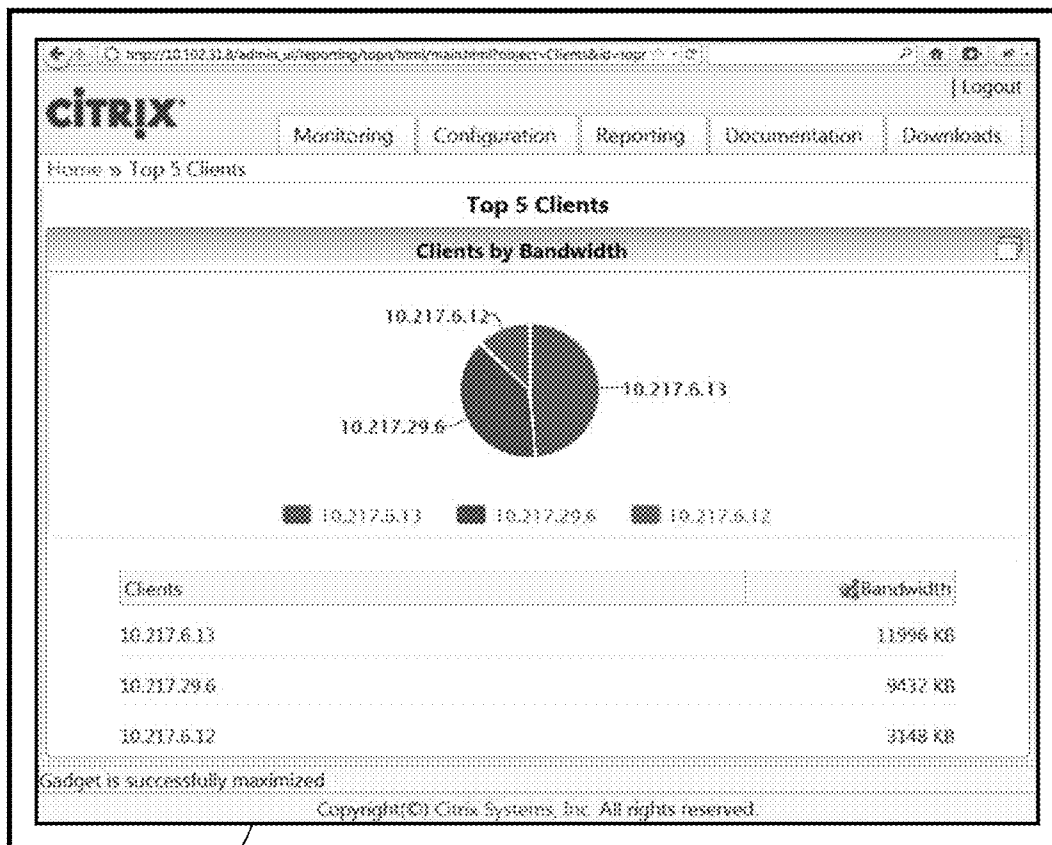 | Logout
CİTRIX
Monitoring Configuration Reporting Documentation Downloads
Home » Top 5 Clients
Top 5 Clients
Clients by Bandwidth
10.217.6.12
10.217.6.13
10.217.29.6
10.217.6.13 10.217.29.6 10.217.6.12
Clients Bandwidth
10.217.6.13 11996 KB
10.217.29.6 9432 KB
10.217.6.12 3148 KB
Gadget is successfully maximized
Copyright(©) Citrix Systems, Inc. All rights reserved.